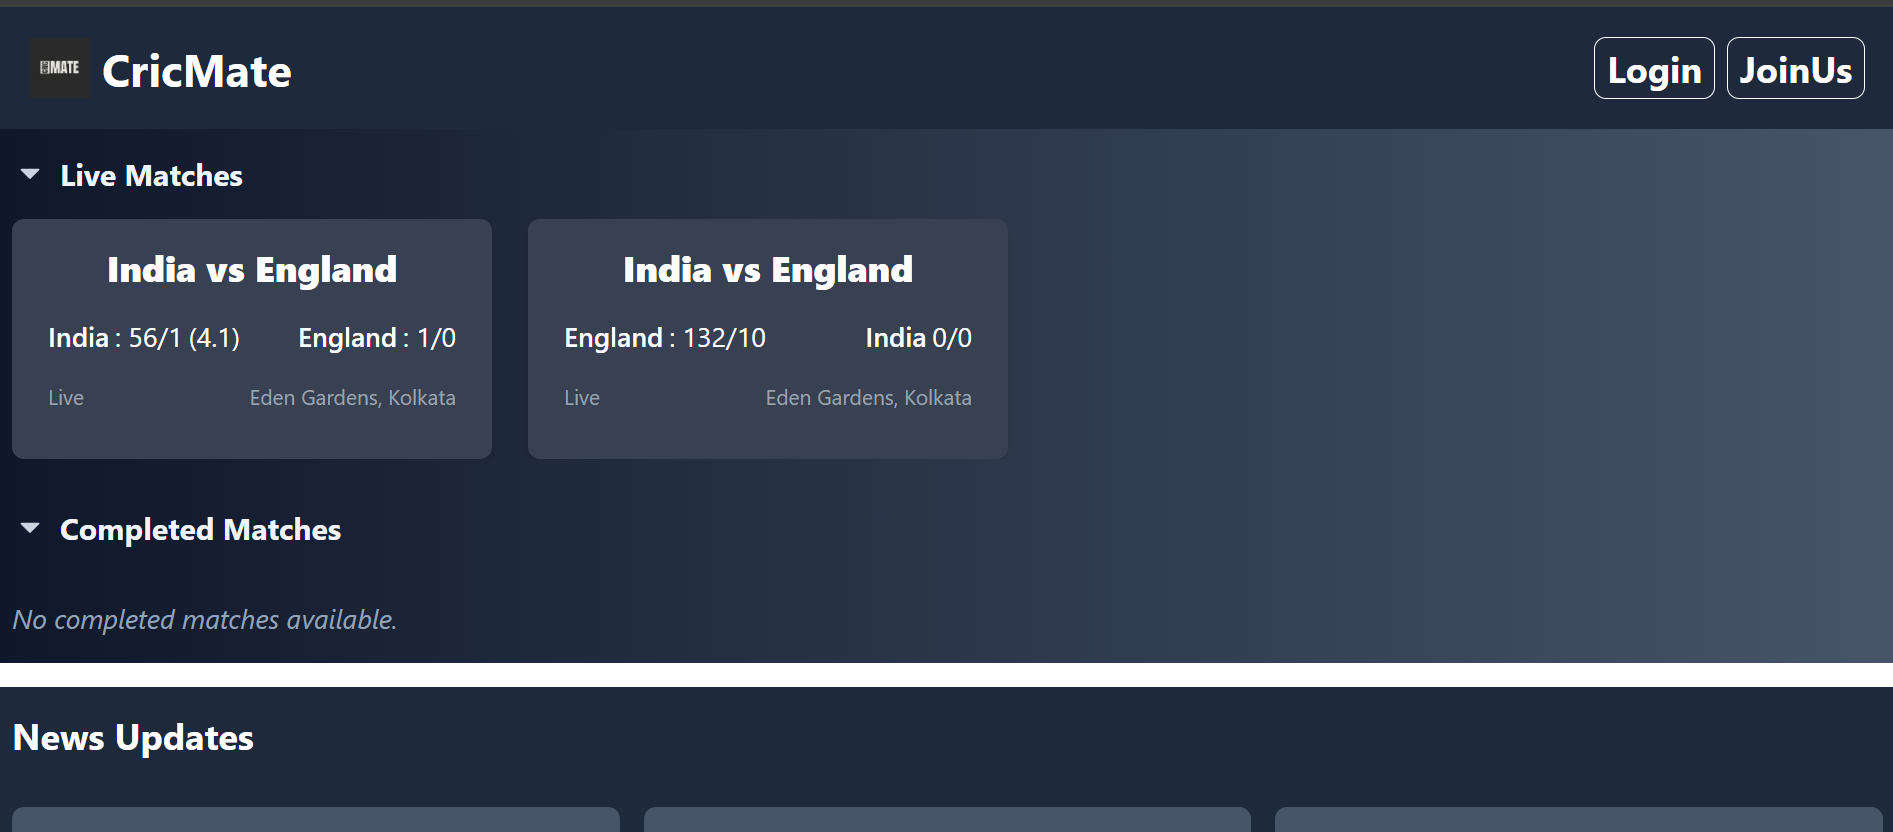 MATE
CricMate
Login
JoinUs
Live Matches
India vs England
India : 56/1 (4.1) England : 1/0
Live Eden Gardens, Kolkata
India vs England
England : 132/10 India 0/0
Live Eden Gardens, Kolkata
Completed Matches
No completed matches available.
News Updates